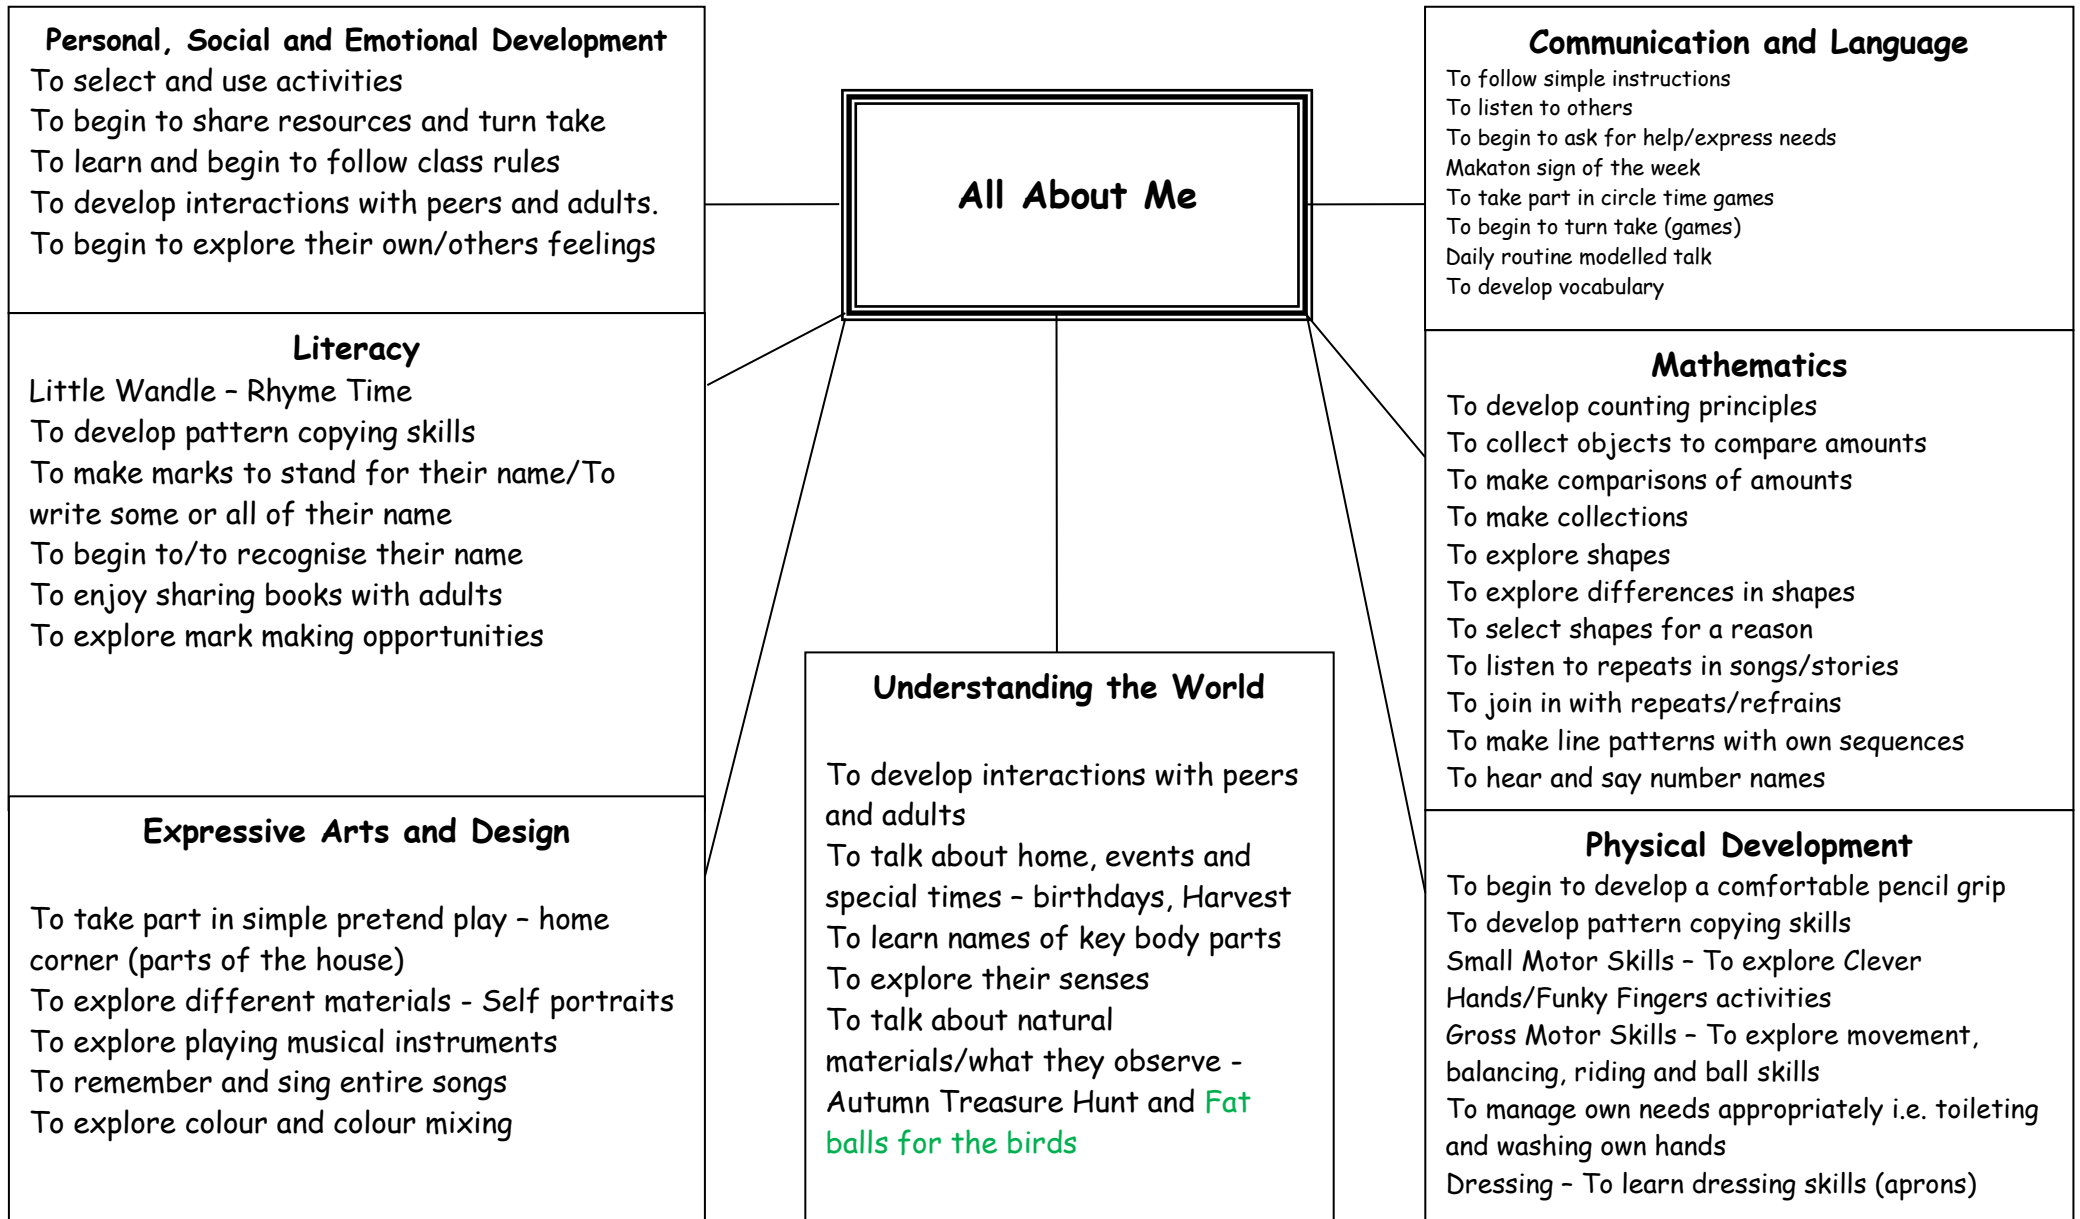 Personal, Social and Emotional Development
To select and use activities
To begin to share resources and turn take
To learn and begin to follow class rules
To develop interactions with peers and adults.
To begin to explore their own/others feelings
Literacy
Little Wandle – Rhyme Time
To develop pattern copying skills
To make marks to stand for their name/To
write some or all of their name
To begin to/to recognise their name
To enjoy sharing books with adults
To explore mark making opportunities
Expressive Arts and Design
To take part in simple pretend play – home
corner (parts of the house)
To explore different materials - Self portraits
To explore playing musical instruments
To remember and sing entire songs
To explore colour and colour mixing
All About Me
Understanding the World
To develop interactions with peers
and adults
To talk about home, events and
special times – birthdays, Harvest
To learn names of key body parts
To explore their senses
To talk about natural
materials/what they observe -
Autumn Treasure Hunt and Fat
balls for the birds
Communication and Language
To follow simple instructions
To listen to others
To begin to ask for help/express needs
Makaton sign of the week
To take part in circle time games
To begin to turn take (games)
Daily routine modelled talk
To develop vocabulary
Mathematics
To develop counting principles
To collect objects to compare amounts
To make comparisons of amounts
To make collections
To explore shapes
To explore differences in shapes
To select shapes for a reason
To listen to repeats in songs/stories
To join in with repeats/refrains
To make line patterns with own sequences
To hear and say number names
Physical Development
To begin to develop a comfortable pencil grip
To develop pattern copying skills
Small Motor Skills – To explore Clever
Hands/Funky Fingers activities
Gross Motor Skills – To explore movement,
balancing, riding and ball skills
To manage own needs appropriately i.e. toileting
and washing own hands
Dressing – To learn dressing skills (aprons)